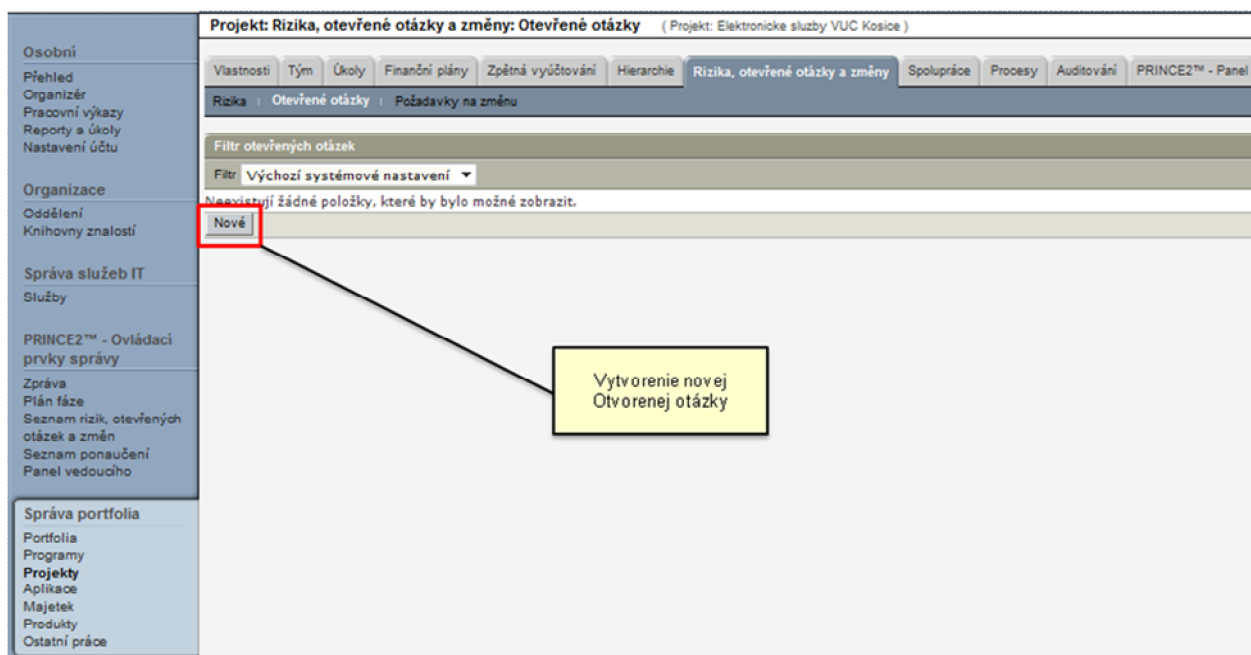 Projekt: Rizika, otevřené otázky a změny: Otevřené otázky (Projekt: Elektronicke sluzby VUC Kosice)
Osobní
Přehled
Organizér
Pracovní výkazy
Reporty a úkoly
Nastavení účtu
Organizace
Oddělení
Knihovny znalostí
Správa služeb IT
Služby
PRINCE2™ - Ovládací
prvky správy
Zpráva
Plán fáze
Seznam rizik, otevřených
otázek a změn
Seznam ponaučení
Panel vedoucího
Správa portfolia
Portfolia
Programy
Projekty
Aplikace
Majetek
Produkty
Ostatní práce
Vlastnosti Tým Úkoly Finanční plány Zpětná vyúčtování Hierarchie Rizika, otevřené otázky a změny Spolupráce Procesy Auditování PRINCE2™ - Panel
Rizika Otevřené otázky Požadavky na změnu
Filtr otevřených otázek
Filtr Výchozí systémové nastavení
Neexistují žádné položky, které by bylo možné zobrazit.
Nové
Vytvorenie novej
Otvorenej otázky